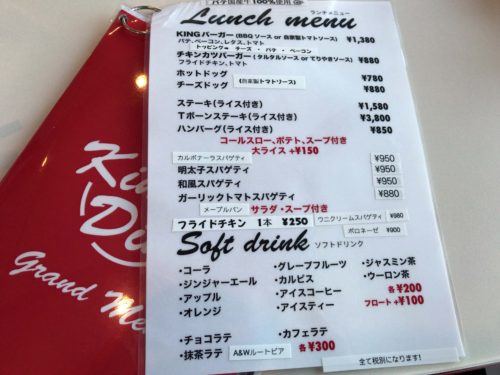 パテ国産牛100%使用
Lunch menu ランチメニュー
KINGバーガー(BBQ ソース or 自家製トマトソース) ¥1,380
パテ、ベーコン、レタス、トマト
トッピング チーズ ・ パテ ・ ベーコン
チキンカツバーガー(タルタルソース or てりやきソース) ¥880
フライドチキン、トマト
ホットドッグ (自家製トマトソース) ¥780
チーズドッグ ¥880
ステーキ(ライス付き) ¥1,580
Tボーンステーキ(ライス付き) ¥3,800
ハンバーグ(ライス付き) ¥850
コールスロー、ポテト、スープ付き
大ライス +¥150
カルボナーラスパゲティ ¥950
明太子スパゲティ ¥950
和風スパゲティ ¥950
ガーリックトマトスパゲティ ¥880
メープルパン サラダ・スープ付き
ウニクリームスパゲティ ¥980
フライドチキン 1本 ¥250
ボロネーゼ ¥900
Soft drink ソフトドリンク
・コーラ ・グレープフルーツ ・ジャスミン茶
・ジンジャーエール ・カルピス ・ウーロン茶
・アップル ・アイスコーヒー 各 ¥200
・オレンジ ・アイスティー フロート +¥100
・チョコラテ ・カフェラテ
・抹茶ラテ A&Wルートビア 各 ¥300
全て税別になります!
Grand Me